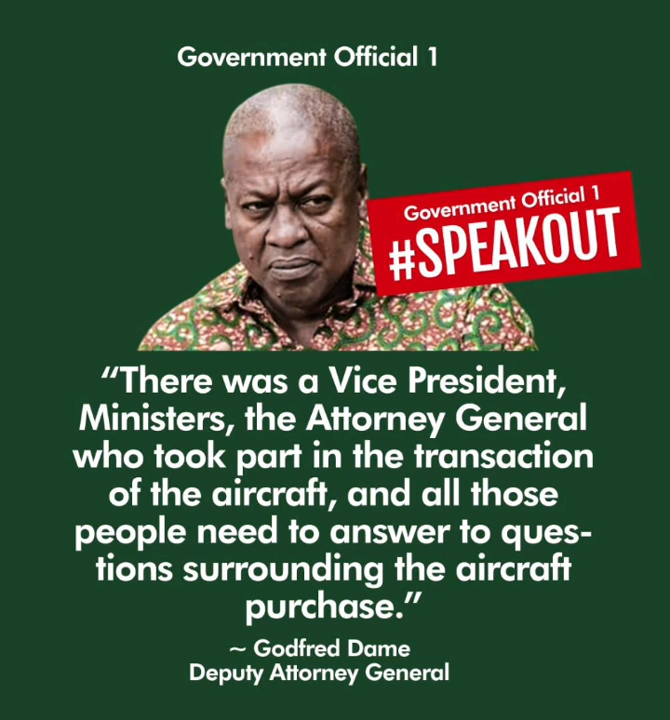 Government Official 1
Government Official 1
#SPEAKOUT
“There was a Vice President,
Ministers, the Attorney General
who took part in the transaction
of the aircraft, and all those
people need to answer to ques-
tions surrounding the aircraft
purchase.”
~ Godfred Dame
Deputy Attorney General